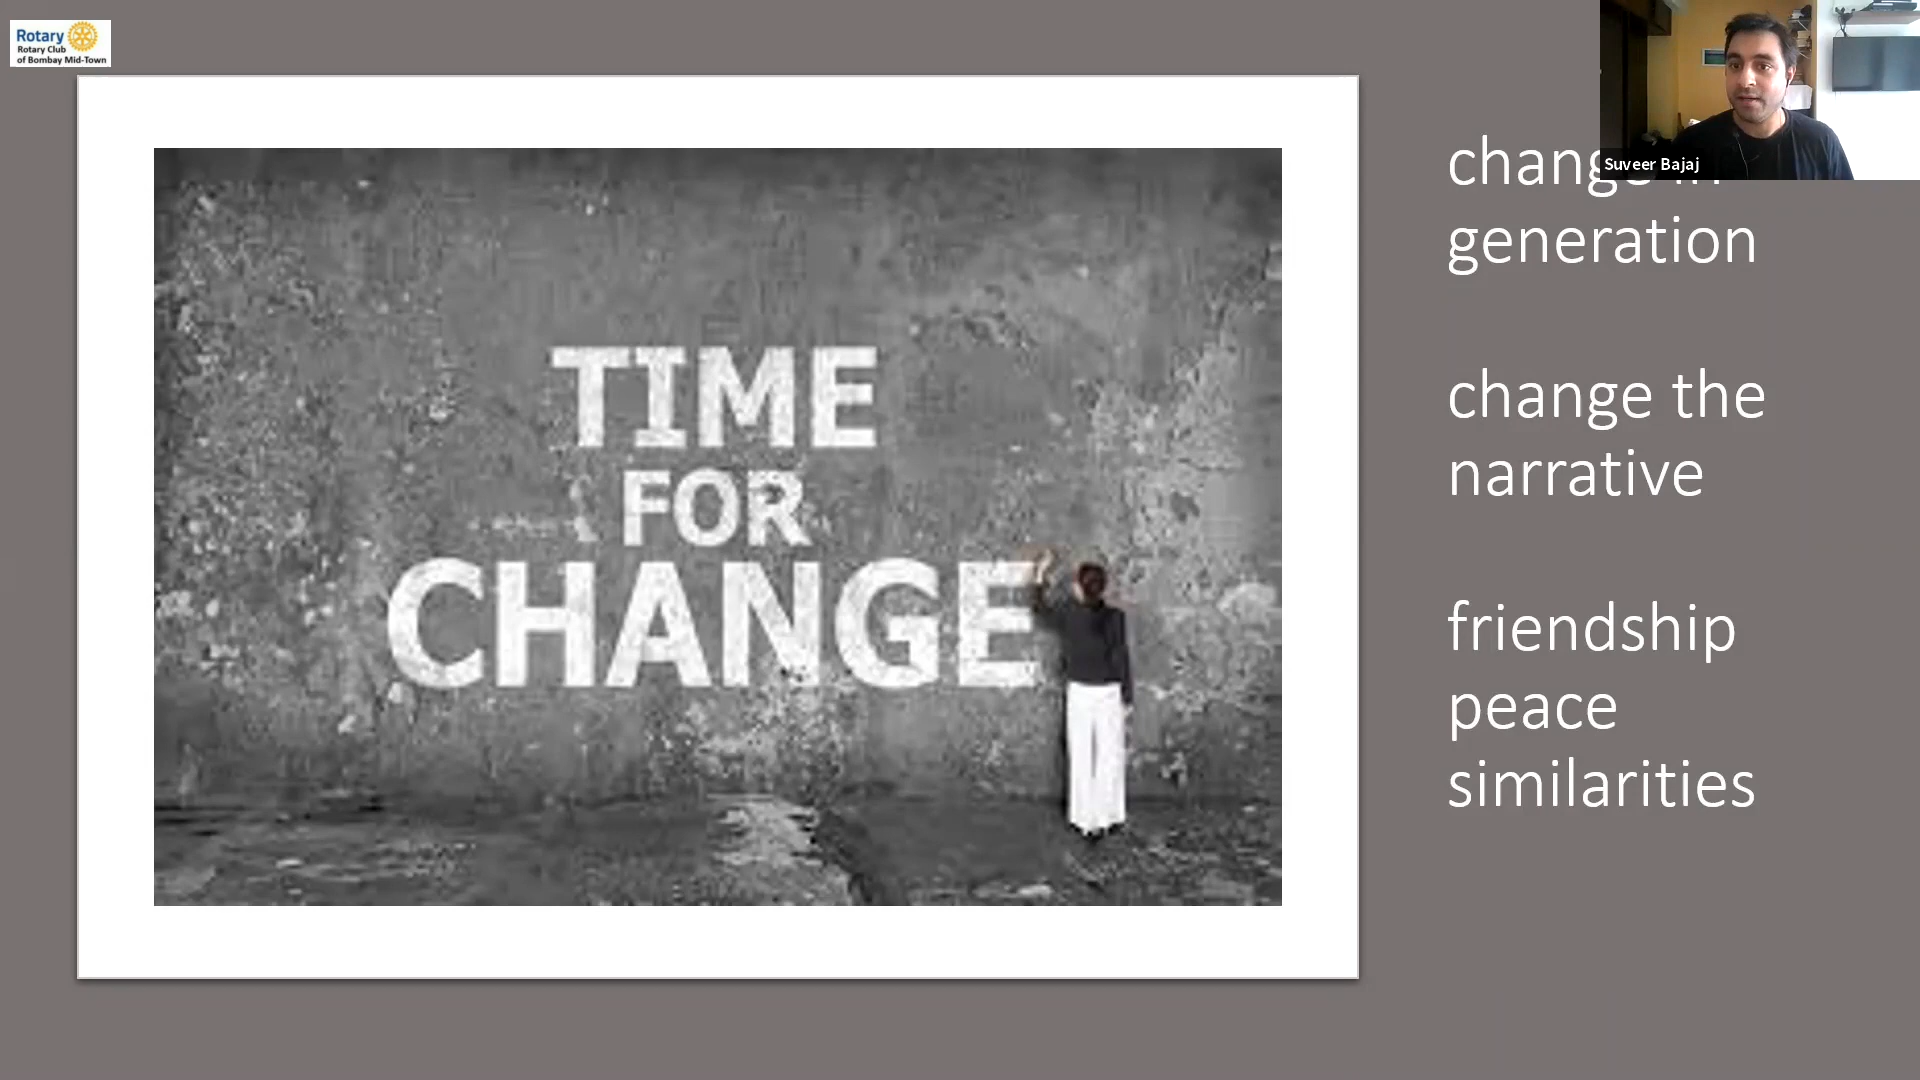 Rotary
Rotary Club
of Bombay Mid-Town
TIME
FOR
CHANGE
Suveer Bajaj
change in
generation
change the
narrative
friendship
peace
similarities